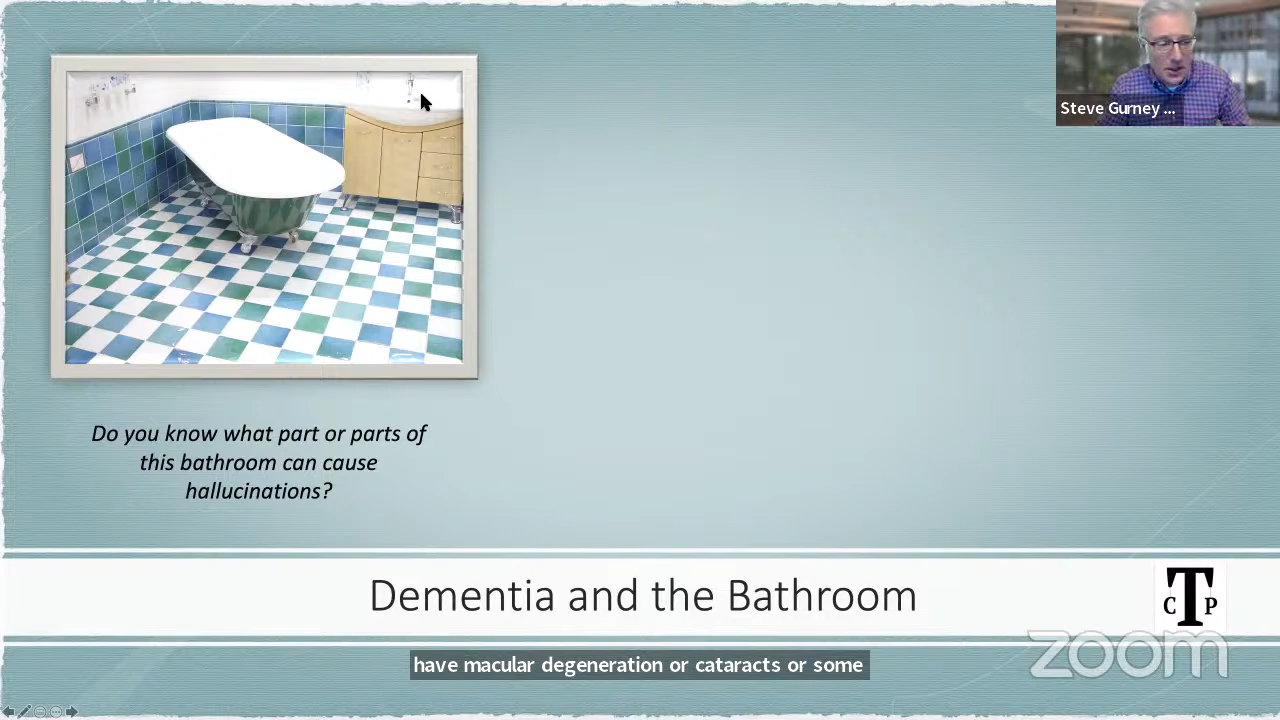 Steve Gurney ...
Do you know what part or parts of
this bathroom can cause
hallucinations?
Dementia and the Bathroom
CTP
have macular degeneration or cataracts or some
zoom